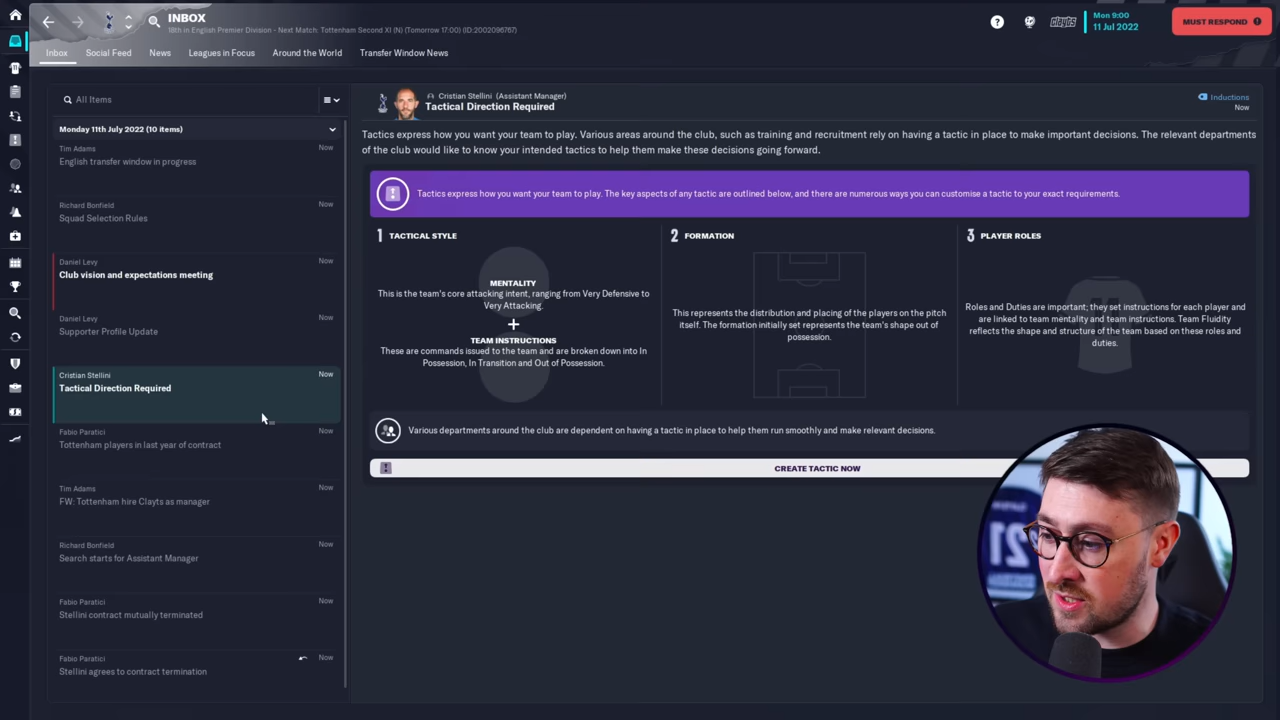 INBOX
18th in English Premier Division - Next Match: Tottenham Second XI (N) (Tomorrow 17:00) (ID:2002096767)
?
clayts
Mon 9:00
11 Jul 2022
MUST RESPOND
Inbox
Social Feed
News
Leagues in Focus
Around the World
Transfer Window News
All Items
Monday 11th July 2022 (10 items)
Tim Adams
Now
English transfer window in progress
Richard Bonfield
Now
Squad Selection Rules
Daniel Levy
Now
Club vision and expectations meeting
Daniel Levy
Now
Supporter Profile Update
Cristian Stellini
Now
Tactical Direction Required
Fabio Paratici
Now
Tottenham players in last year of contract
Tim Adams
Now
FW: Tottenham hire Clayts as manager
Richard Bonfield
Now
Search starts for Assistant Manager
Fabio Paratici
Now
Stellini contract mutually terminated
Fabio Paratici
Now
Stellini agrees to contract termination
Cristian Stellini (Assistant Manager)
Tactical Direction Required
Inductions
Now
Tactics express how you want your team to play. Various areas around the club, such as training and recruitment rely on having a tactic in place to make important decisions. The relevant departments
of the club would like to know your intended tactics to help them make these decisions going forward.
Tactics express how you want your team to play. The key aspects of any tactic are outlined below, and there are numerous ways you can customise a tactic to your exact requirements.
1 TACTICAL STYLE
MENTALITY
This is the team's core attacking intent, ranging from Very Defensive to
Very Attacking.
+
TEAM INSTRUCTIONS
These are commands issued to the team and are broken down into In
Possession, In Transition and Out of Possession.
2 FORMATION
This represents the distribution and placing of the players on the pitch
itself. The formation initially set represents the team's shape out of
possession.
3 PLAYER ROLES
Roles and Duties are important; they set instructions for each player and
are linked to team mentality and team instructions. Team Fluidity
reflects the shape and structure of the team based on these roles and
duties.
Various departments around the club are dependent on having a tactic in place to help them run smoothly and make relevant decisions.
CREATE TACTIC NOW
21